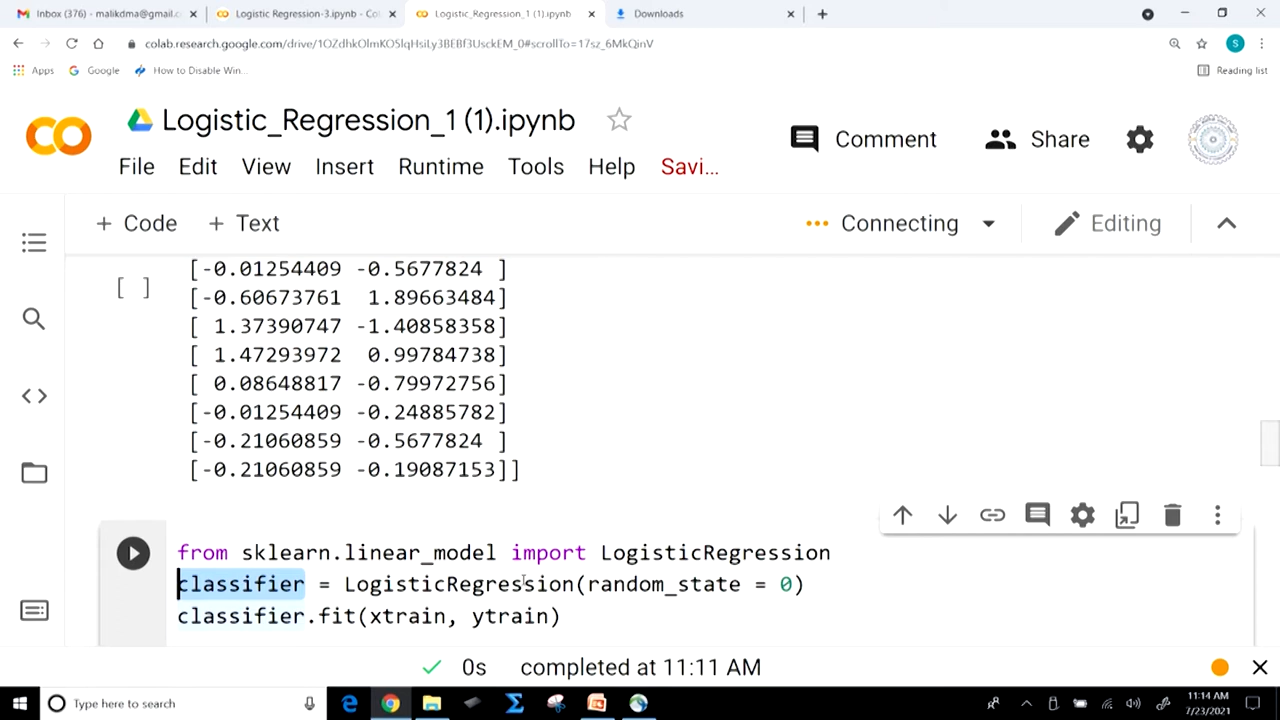 Inbox (376) - malikdma@gmail.c
Logistic Regression-3.ipynb - Col
Logistic_Regression_1 (1).ipynb
Downloads
colab.research.google.com/drive/1OZdhkOlmKO5lqHsiLy3BEBf3UsckEM_0#scrollTo=17sz_6MkQinV
S
Apps
Google
How to Disable Win...
Reading list
CO
Logistic_Regression_1 (1).ipynb
Comment
Share
File Edit View Insert Runtime Tools Help Savi...
+ Code + Text
Connecting
Editing
[-0.01254409 -0.5677824 ]
[ ]
[-0.60673761 1.89663484]
[ 1.37390747 -1.40858358]
[ 1.47293972 0.99784738]
[ 0.08648817 -0.79972756]
[-0.01254409 -0.24885782]
[-0.21060859 -0.5677824 ]
[-0.21060859 -0.19087153]]
from sklearn.linear_model import LogisticRegression
classifier = LogisticRegression(random_state = 0)
classifier.fit(xtrain, ytrain)
0s completed at 11:11 AM
Type here to search
11:14 AM
7/23/2021